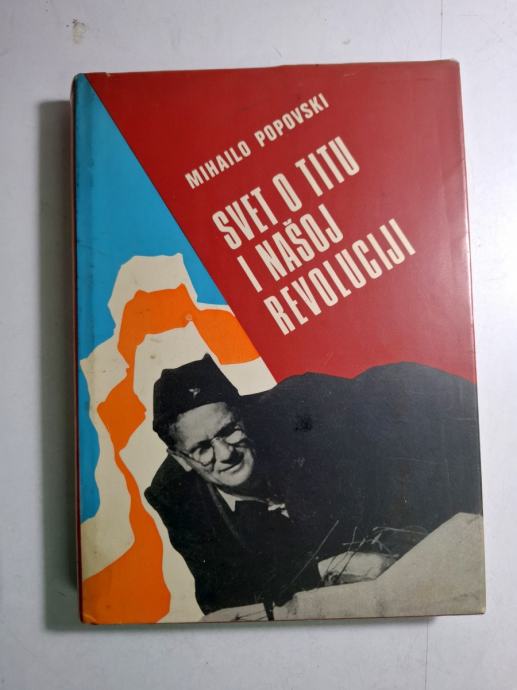 MIHAILO POPOVSKI
SVET O TITU
I NAŠOJ
REVOLUCIJI